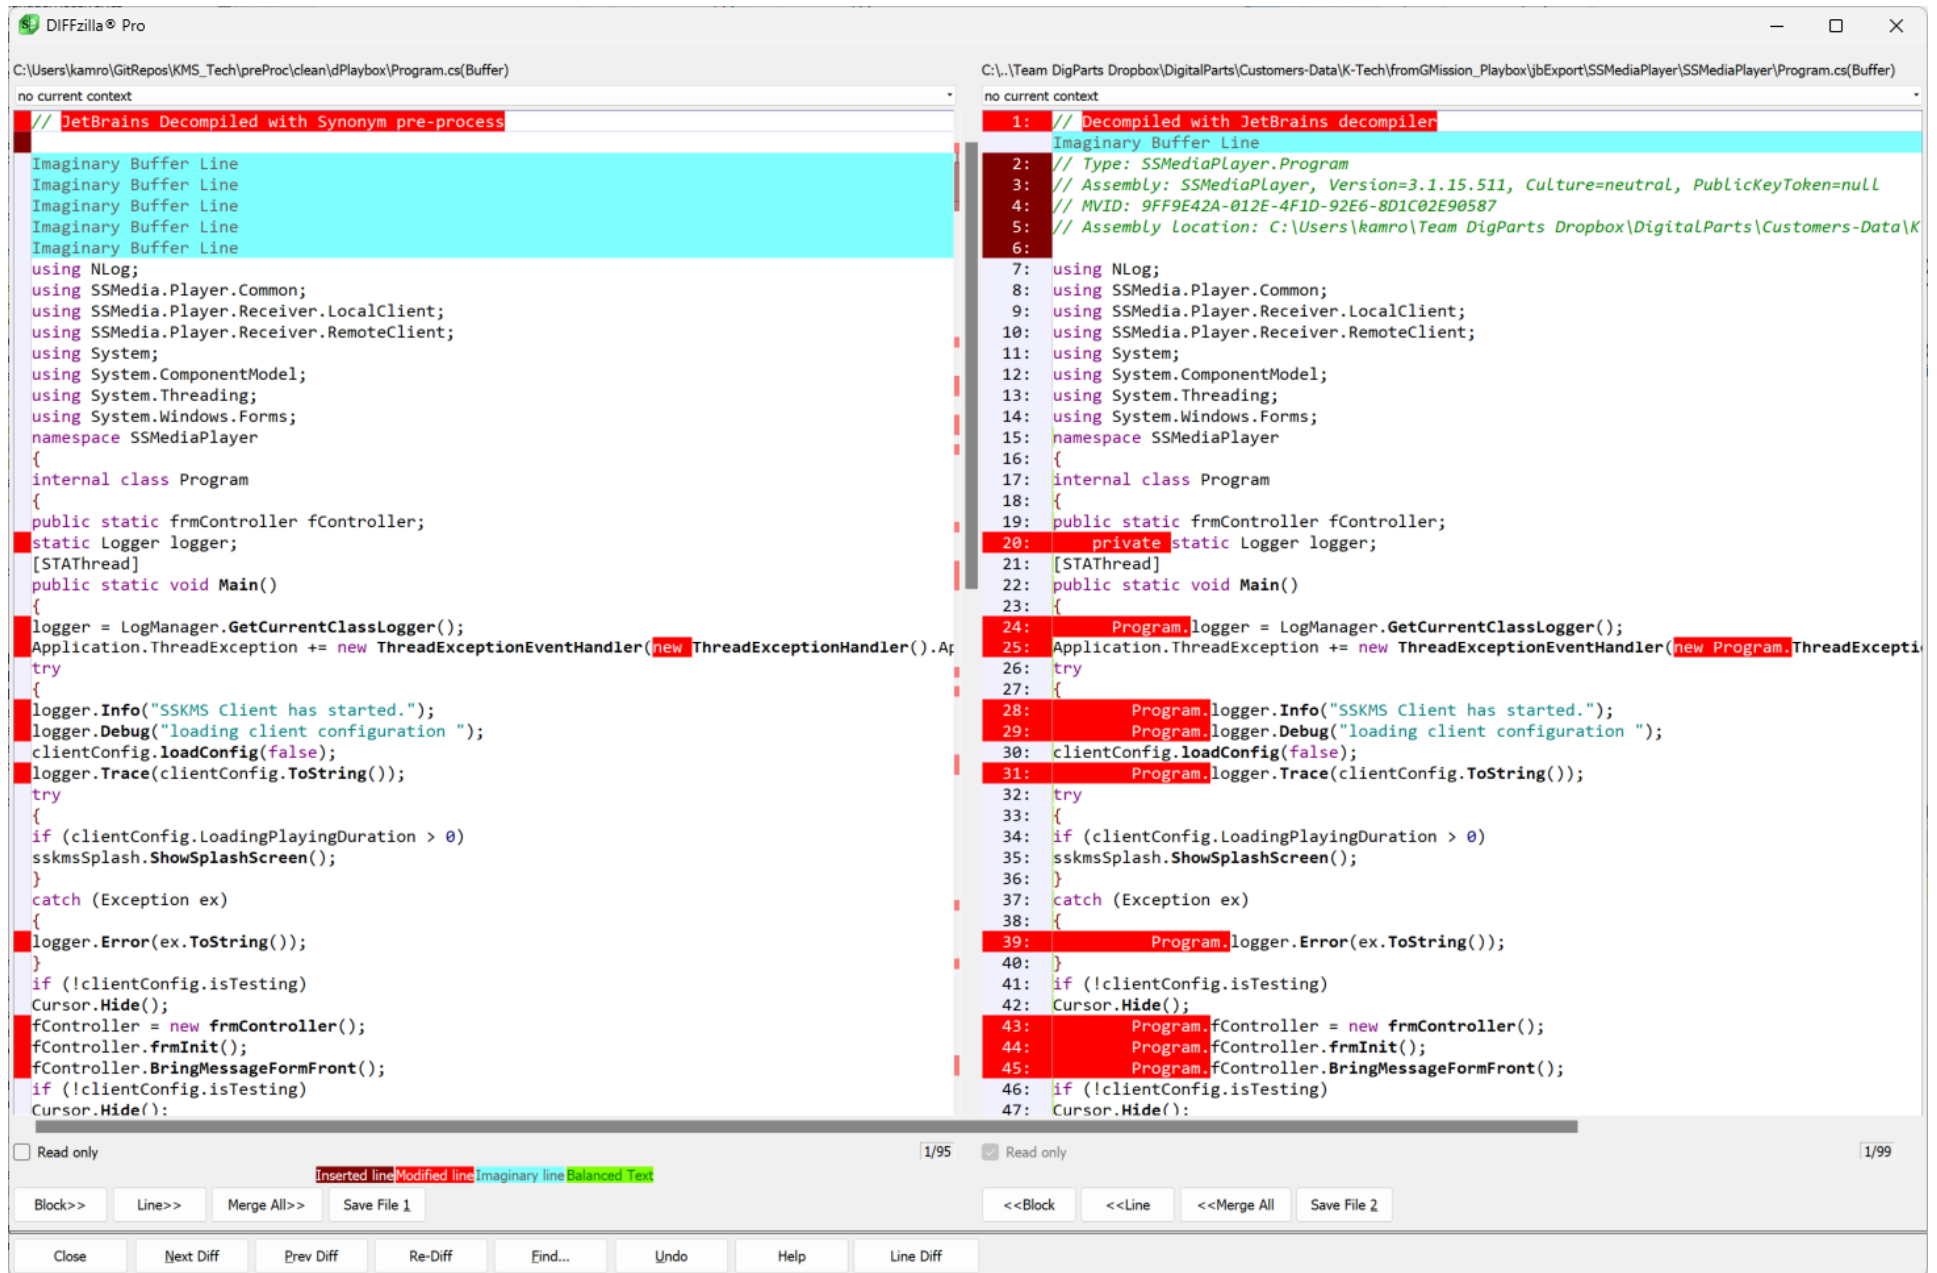 DIFFzilla® Pro
C:\Users\kamro\GitRepos\KMS_Tech\preProc\clean\dPlaybox\Program.cs(Buffer)
no current context
// JetBrains Decompiled with Synonym pre-process
Imaginary Buffer Line
Imaginary Buffer Line
Imaginary Buffer Line
Imaginary Buffer Line
Imaginary Buffer Line
using NLog;
using SSMedia.Player.Common;
using SSMedia.Player.Receiver.LocalClient;
using SSMedia.Player.Receiver.RemoteClient;
using System;
using System.ComponentModel;
using System.Threading;
using System.Windows.Forms;
namespace SSMediaPlayer
{
internal class Program
{
public static frmController fController;
static Logger logger;
[STAThread]
public static void Main()
{
logger = LogManager.GetCurrentClassLogger();
Application.ThreadException += new ThreadExceptionEventHandler(new ThreadExceptionHandler().Ap
try
{
logger.Info("SSKMS Client has started.");
logger.Debug("loading client configuration ");
clientConfig.loadConfig(false);
logger.Trace(clientConfig.ToString());
try
{
if (clientConfig.LoadingPlayingDuration > 0)
sskmsSplash.ShowSplashScreen();
}
catch (Exception ex)
{
logger.Error(ex.ToString());
}
if (!clientConfig.isTesting)
Cursor.Hide();
fController = new frmController();
fController.frmInit();
fController.BringMessageFormFront();
if (!clientConfig.isTesting)
Cursor.Hide();
Read only
1/95
Inserted line Modified line Imaginary line Balanced Text
Block>> Line>> Merge All>> Save File 1
C:\..\Team DigParts Dropbox\DigitalParts\Customers-Data\K-Tech\fromGMission_Playbox\jbExport\SSMediaPlayer\SSMediaPlayer\Program.cs(Buffer)
no current context
1: // Decompiled with JetBrains decompiler
Imaginary Buffer Line
2: // Type: SSMediaPlayer.Program
3: // Assembly: SSMediaPlayer, Version=3.1.15.511, Culture=neutral, PublicKeyToken=null
4: // MVID: 9FF9E42A-012E-4F1D-92E6-8D1C02E90587
5: // Assembly location: C:\Users\kamro\Team DigParts Dropbox\DigitalParts\Customers-Data\K
6:
7: using NLog;
8: using SSMedia.Player.Common;
9: using SSMedia.Player.Receiver.LocalClient;
10: using SSMedia.Player.Receiver.RemoteClient;
11: using System;
12: using System.ComponentModel;
13: using System.Threading;
14: using System.Windows.Forms;
15: namespace SSMediaPlayer
16: {
17: internal class Program
18: {
19: public static frmController fController;
20: private static Logger logger;
21: [STAThread]
22: public static void Main()
23: {
24: Program.logger = LogManager.GetCurrentClassLogger();
25: Application.ThreadException += new ThreadExceptionEventHandler(new Program.ThreadExcepti
26: try
27: {
28: Program.logger.Info("SSKMS Client has started.");
29: Program.logger.Debug("loading client configuration ");
30: clientConfig.loadConfig(false);
31: Program.logger.Trace(clientConfig.ToString());
32: try
33: {
34: if (clientConfig.LoadingPlayingDuration > 0)
35: sskmsSplash.ShowSplashScreen();
36: }
37: catch (Exception ex)
38: {
39: Program.logger.Error(ex.ToString());
40: }
41: if (!clientConfig.isTesting)
42: Cursor.Hide();
43: Program.fController = new frmController();
44: Program.fController.frmInit();
45: Program.fController.BringMessageFormFront();
46: if (!clientConfig.isTesting)
47: Cursor.Hide();
Read only
1/99
<<Block <<Line <<Merge All Save File 2
Close Next Diff Prev Diff Re-Diff Find... Undo Help Line Diff